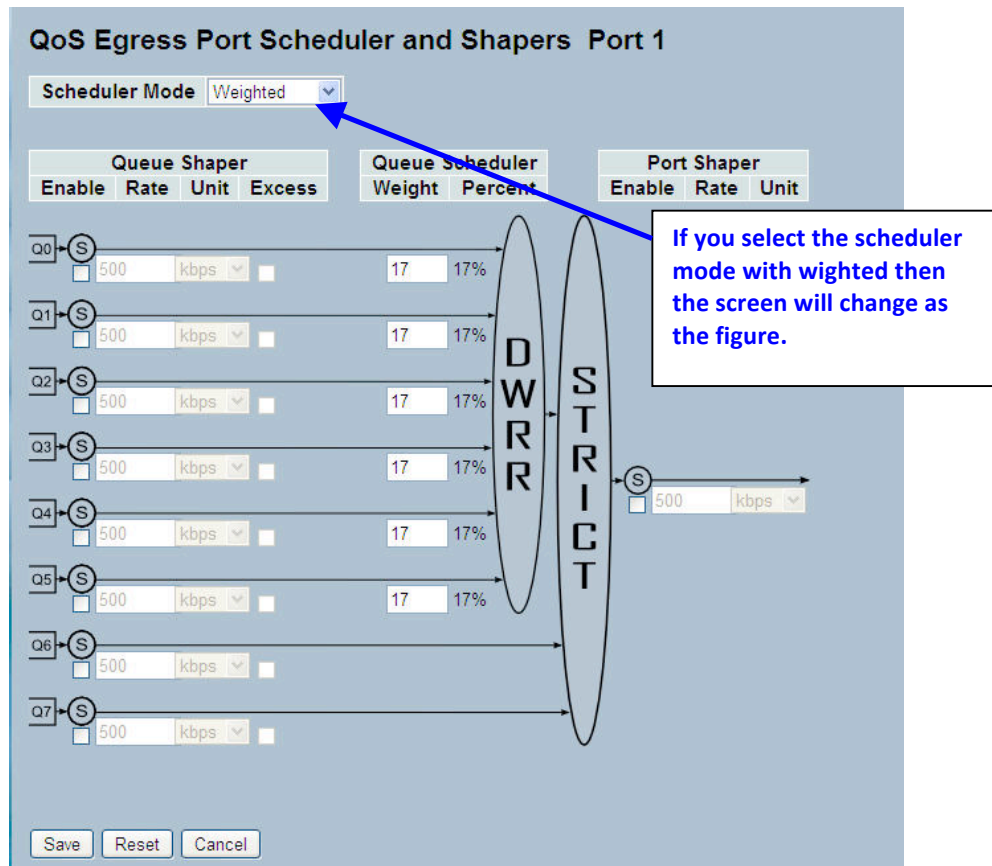 QoS Egress Port Scheduler and Shapers Port 1
Scheduler Mode Weighted
Queue Shaper Queue Scheduler Port Shaper
Enable Rate Unit Excess Weight Percent Enable Rate Unit
If you select the scheduler
mode with wighted then
the screen will change as
the figure.
Q0 S
500 kbps 17 17%
Q1 S
500 kbps 17 17%
Q2 S
500 kbps 17 17%
Q3 S
500 kbps 17 17%
Q4 S
500 kbps 17 17%
Q5 S
500 kbps 17 17%
Q6 S
500 kbps
Q7 S
500 kbps
DWRR
STRICT
S
500 kbps
Save Reset Cancel